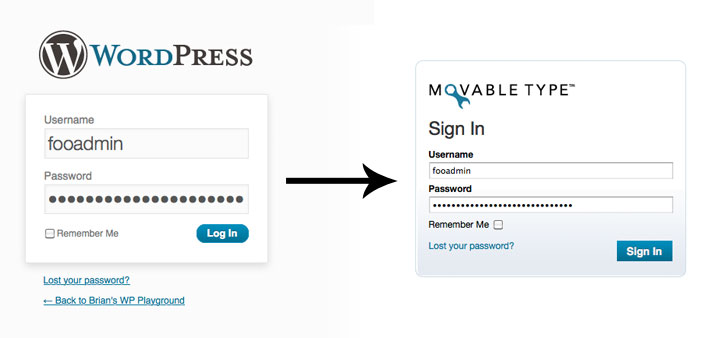 WORDPRESS
Username
fooadmin
Password
●●●●●●●●●●●●●●●●●●●●●
Remember Me
Log In
Lost your password?
← Back to Brian's WP Playground
MOVABLE TYPE™
Sign In
Username
fooadmin
Password
••••••••••••••••••••••••••••
Remember Me
Lost your password?
Sign In